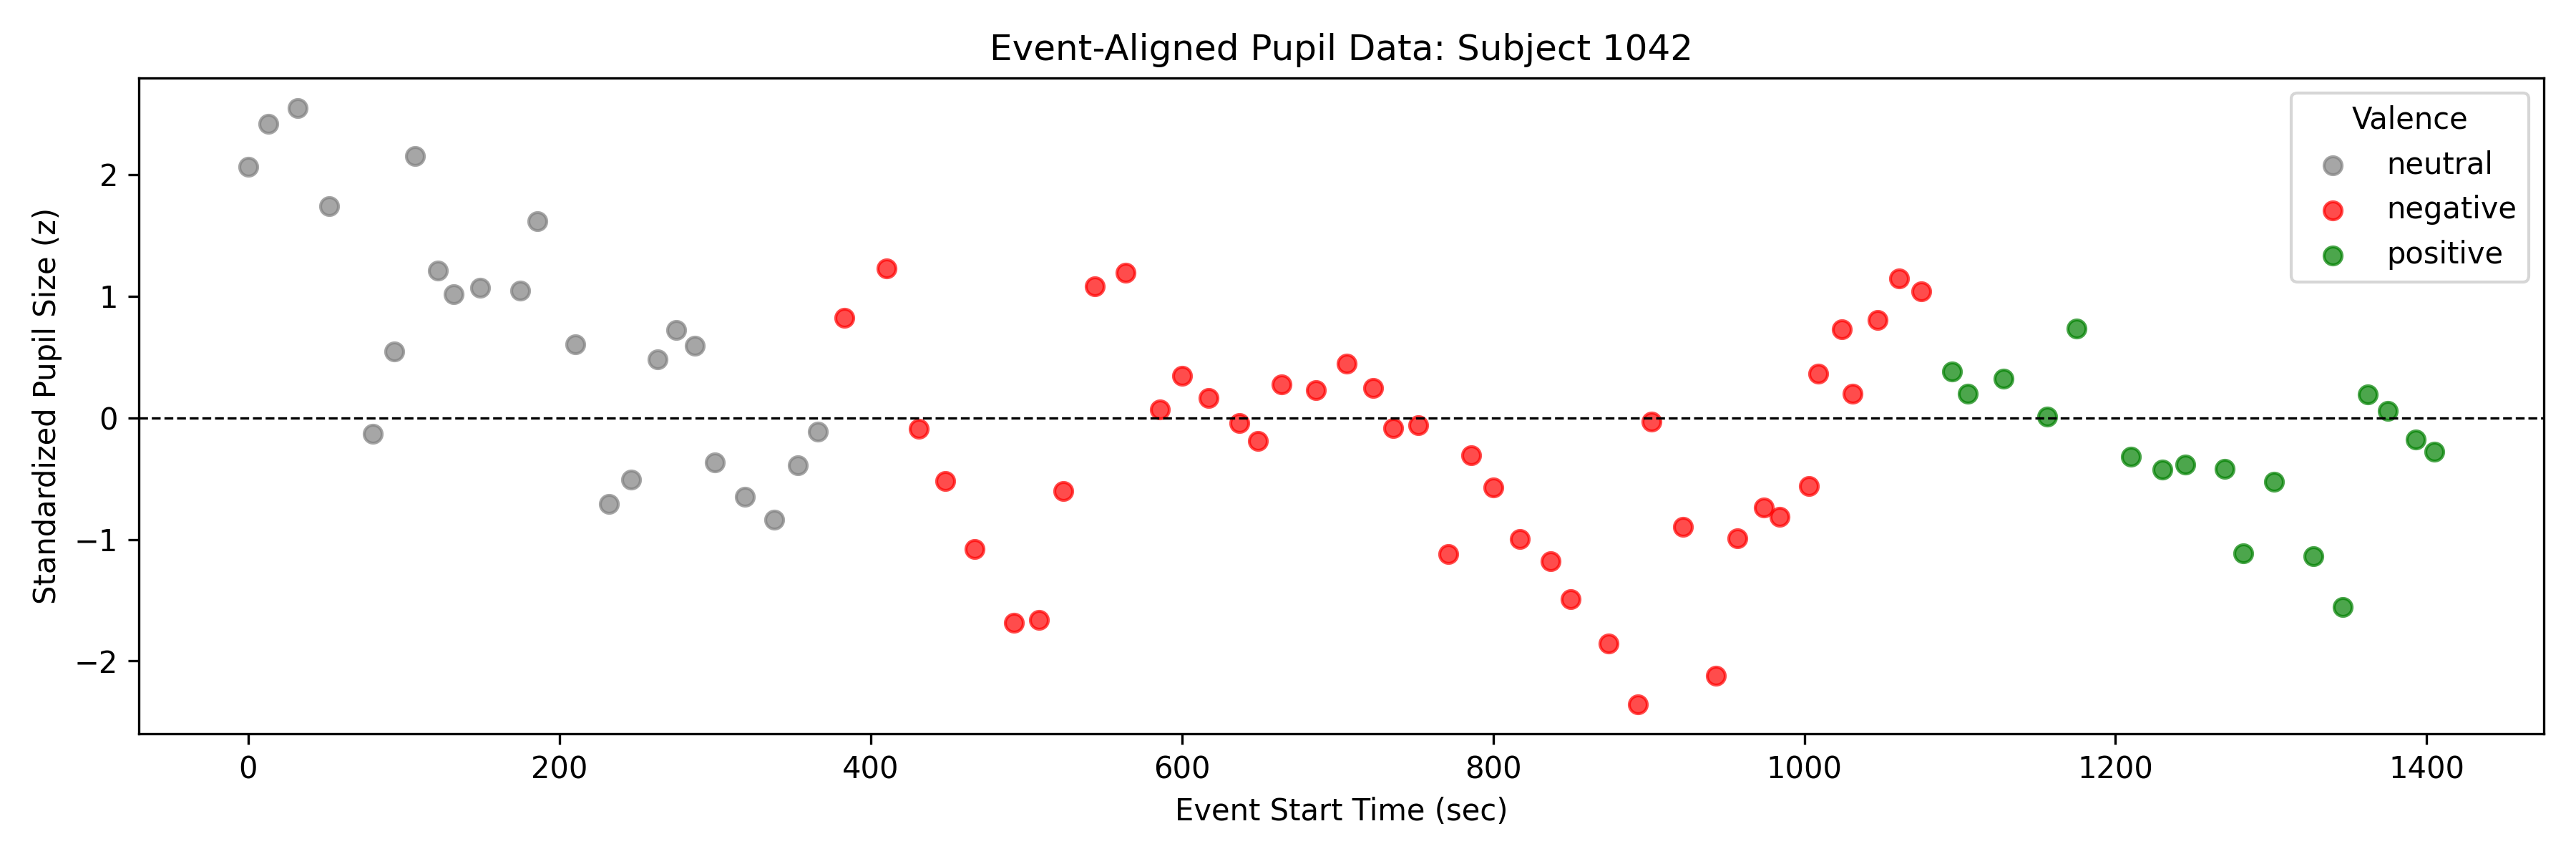 Event-Aligned Pupil Data: Subject 1042
Valence
neutral
negative
positive
Standardized Pupil Size (z)
2
1
0
−1
−2
0 200 400 600 800 1000 1200 1400
Event Start Time (sec)